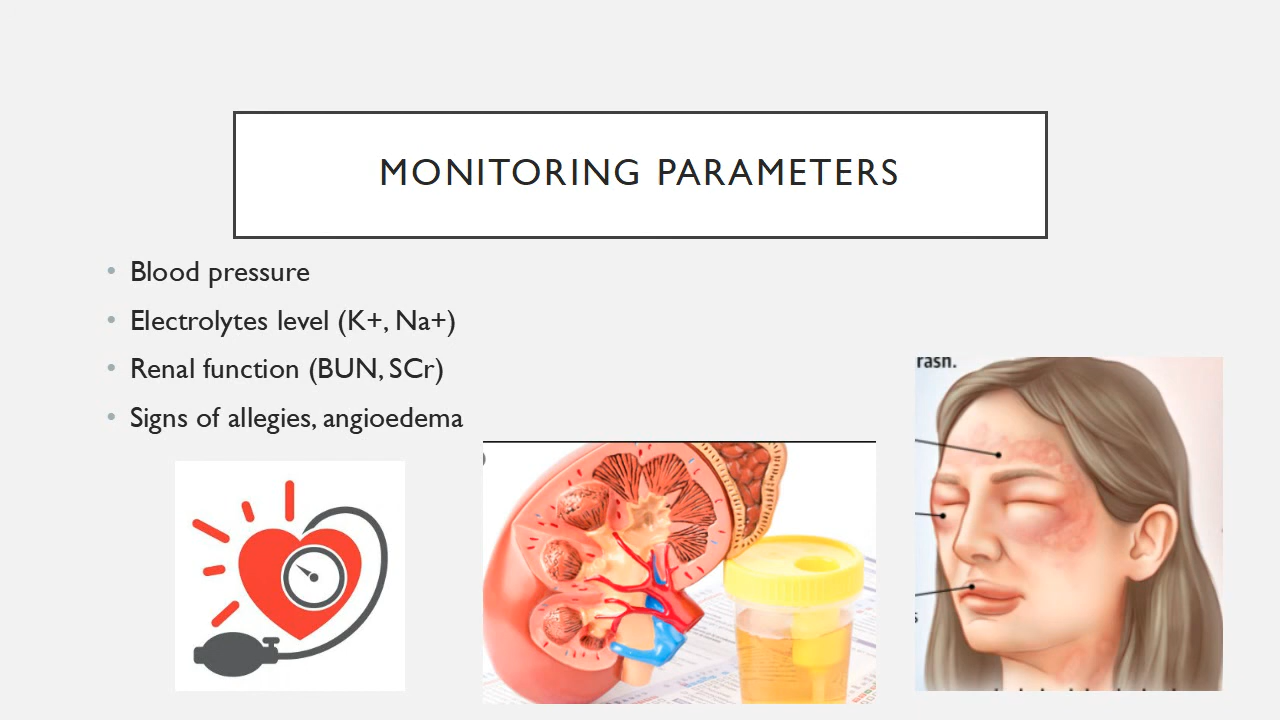 MONITORING PARAMETERS
• Blood pressure
• Electrolytes level (K+, Na+)
• Renal function (BUN, SCr)
• Signs of allegies, angioedema
rasn.